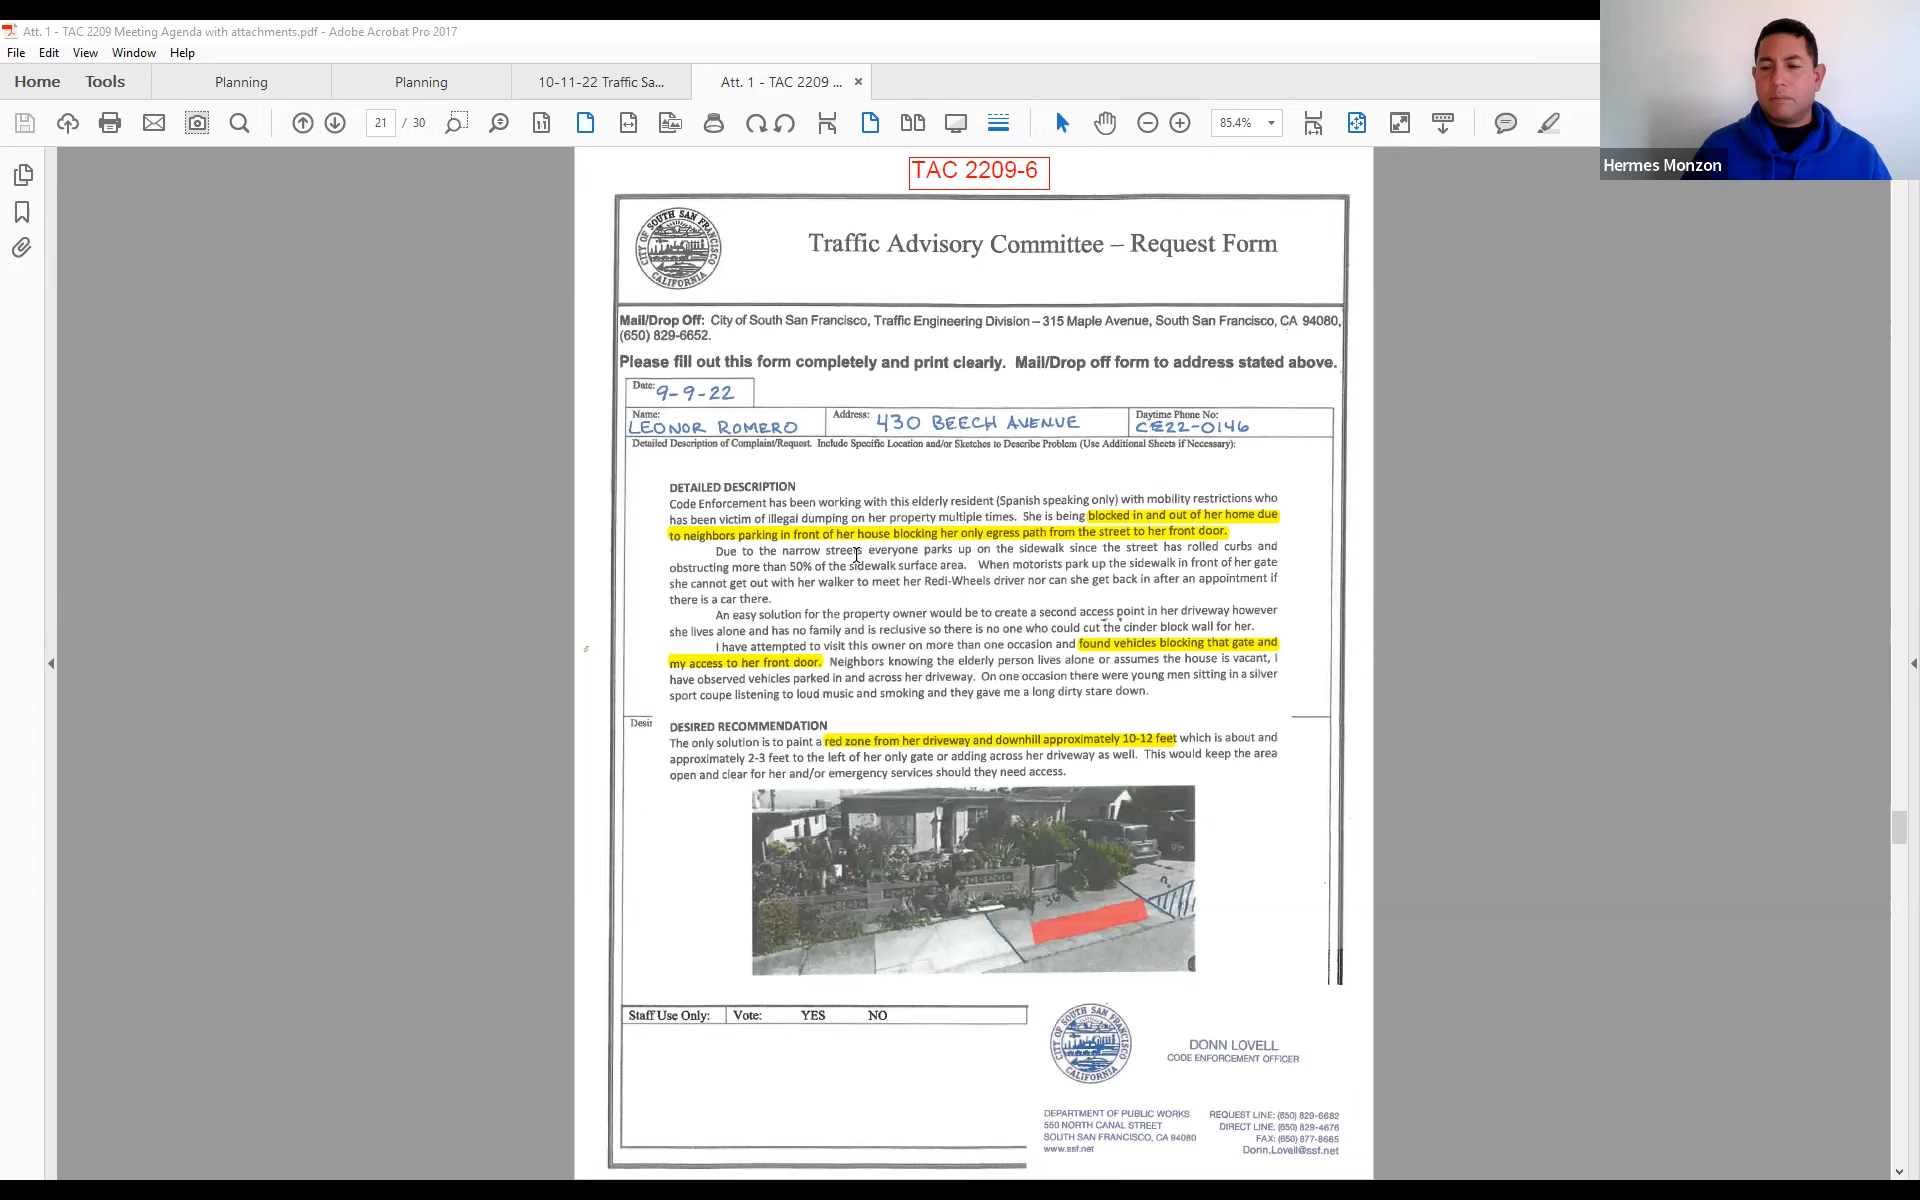 Att. 1 - TAC 2209 Meeting Agenda with attachments.pdf - Adobe Acrobat Pro 2017
File Edit View Window Help
Home Tools Planning Planning 10-11-22 Traffic Sa... Att. 1 - TAC 2209 ... ×
21 / 30 85.4%
Hermes Monzon
TAC 2209-6
CITY OF SOUTH SAN FRANCISCO
CALIFORNIA
Traffic Advisory Committee – Request Form
Mail/Drop Off: City of South San Francisco, Traffic Engineering Division – 315 Maple Avenue, South San Francisco, CA 94080,
(650) 829-6652.
Please fill out this form completely and print clearly. Mail/Drop off form to address stated above.
Date: 9-9-22
Name: Address: Daytime Phone No:
LEONOR ROMERO 430 BEECH AVENUE CE22-0146
Detailed Description of Complaint/Request. Include Specific Location and/or Sketches to Describe Problem (Use Additional Sheets if Necessary):
DETAILED DESCRIPTION
Code Enforcement has been working with this elderly resident (Spanish speaking only) with mobility restrictions who
has been victim of illegal dumping on her property multiple times. She is being blocked in and out of her home due
to neighbors parking in front of her house blocking her only egress path from the street to her front door.
Due to the narrow streets everyone parks up on the sidewalk since the street has rolled curbs and
obstructing more than 50% of the sidewalk surface area. When motorists park up the sidewalk in front of her gate
she cannot get out with her walker to meet her Redi-Wheels driver nor can she get back in after an appointment if
there is a car there.
An easy solution for the property owner would be to create a second access point in her driveway however
she lives alone and has no family and is reclusive so there is no one who could cut the cinder block wall for her.
I have attempted to visit this owner on more than one occasion and found vehicles blocking that gate and
my access to her front door. Neighbors knowing the elderly person lives alone or assumes the house is vacant, I
have observed vehicles parked in and across her driveway. On one occasion there were young men sitting in a silver
sport coupe listening to loud music and smoking and they gave me a long dirty stare down.
Desir
DESIRED RECOMMENDATION
The only solution is to paint a red zone from her driveway and downhill approximately 10-12 feet which is about and
approximately 2-3 feet to the left of her only gate or adding across her driveway as well. This would keep the area
open and clear for her and/or emergency services should they need access.
Staff Use Only: Vote: YES NO
CITY OF SOUTH SAN FRANCISCO
CALIFORNIA
DONN LOVELL
CODE ENFORCEMENT OFFICER
DEPARTMENT OF PUBLIC WORKS REQUEST LINE: (650) 829-6682
550 NORTH CANAL STREET DIRECT LINE: (650) 829-4676
SOUTH SAN FRANCISCO, CA 94080 FAX: (650) 877-8665
www.ssf.net Donn.Lovell@ssf.net